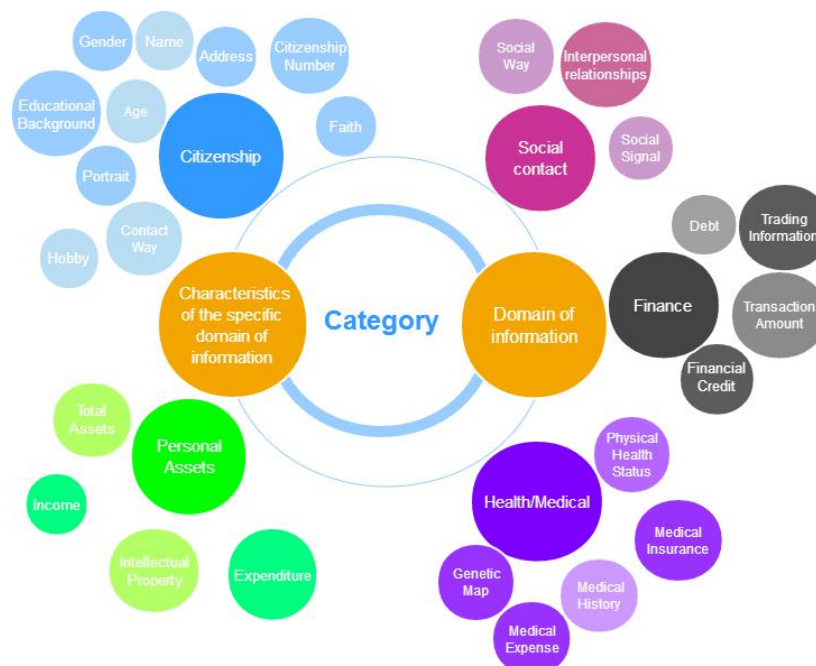 Gender
Name
Address
Citizenship
Number
Educational
Background
Age
Faith
Citizenship
Portrait
Contact
Way
Hobby
Social
Way
Interpersonal
relationships
Social
contact
Social
Signal
Debt
Trading
Information
Finance
Transaction
Amount
Financial
Credit
Characteristics
of the specific
domain of
information
Category
Domain of
information
Total
Assets
Personal
Assets
Income
Intellectual
Property
Expenditure
Physical
Health
Status
Health/Medical
Medical
Insurance
Genetic
Map
Medical
History
Medical
Expense